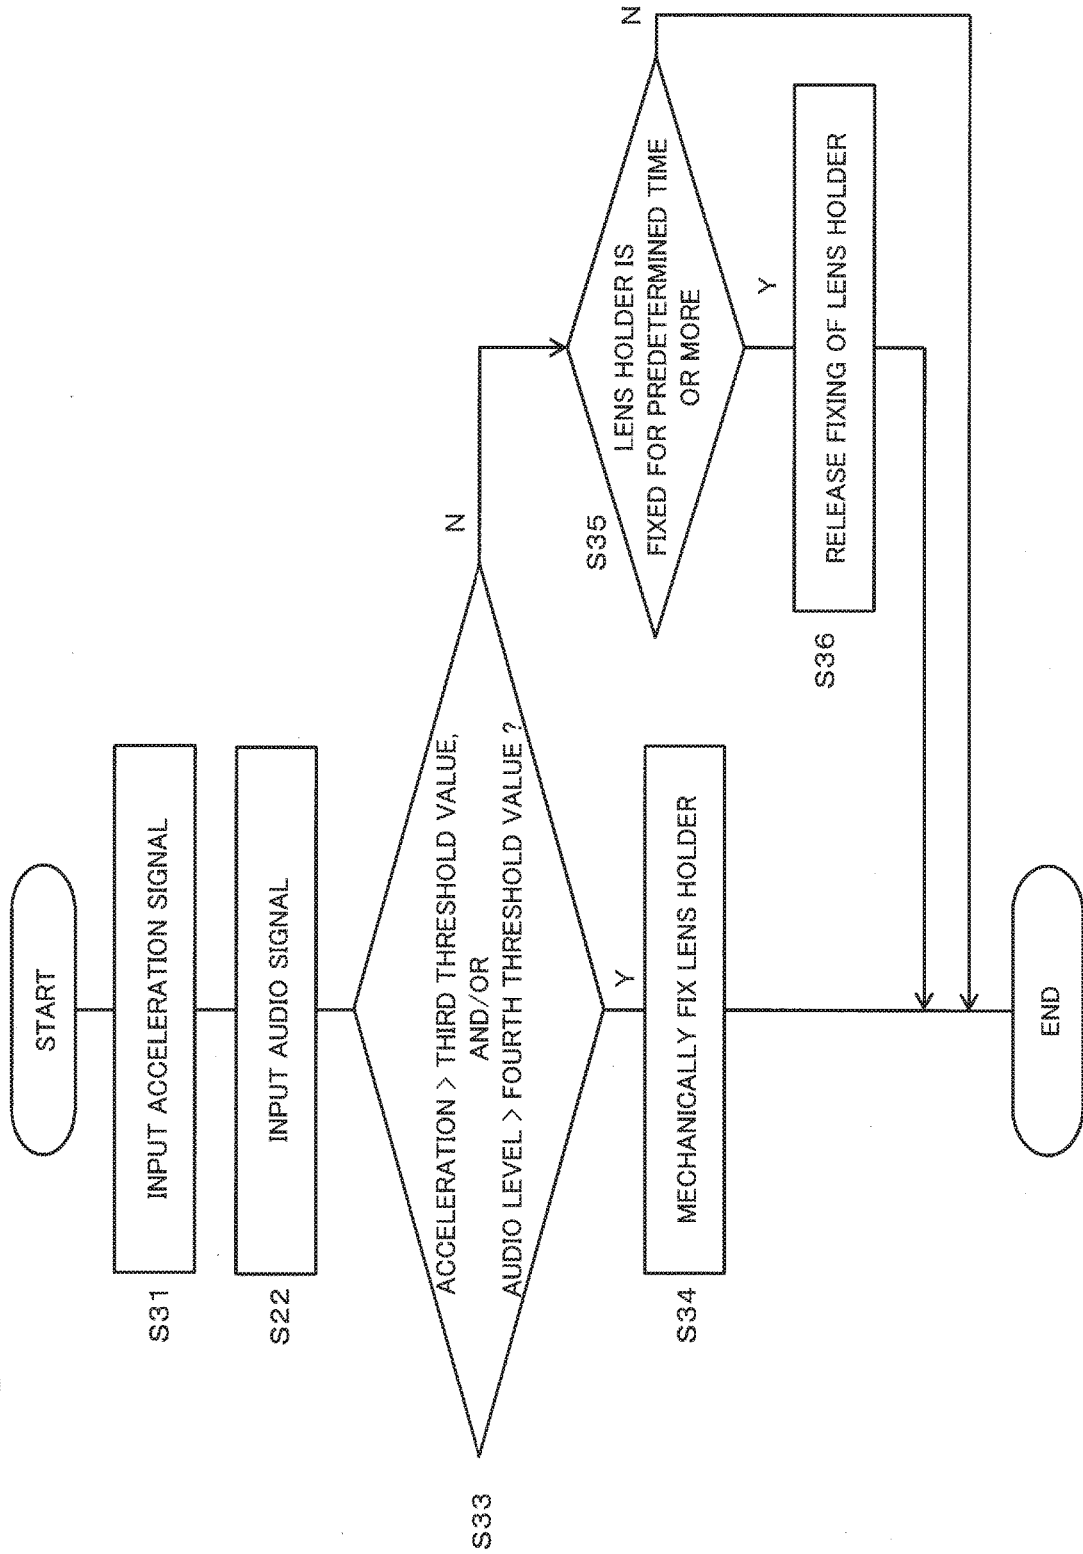 START
S31
INPUT ACCELERATION SIGNAL
S22
INPUT AUDIO SIGNAL
S33
ACCELERATION > THIRD THRESHOLD VALUE,
AND/OR
AUDIO LEVEL > FOURTH THRESHOLD VALUE ?
N
Y
S34
MECHANICALLY FIX LENS HOLDER
S35
LENS HOLDER IS
FIXED FOR PREDETERMINED TIME
OR MORE
N
Y
S36
RELEASE FIXING OF LENS HOLDER
END